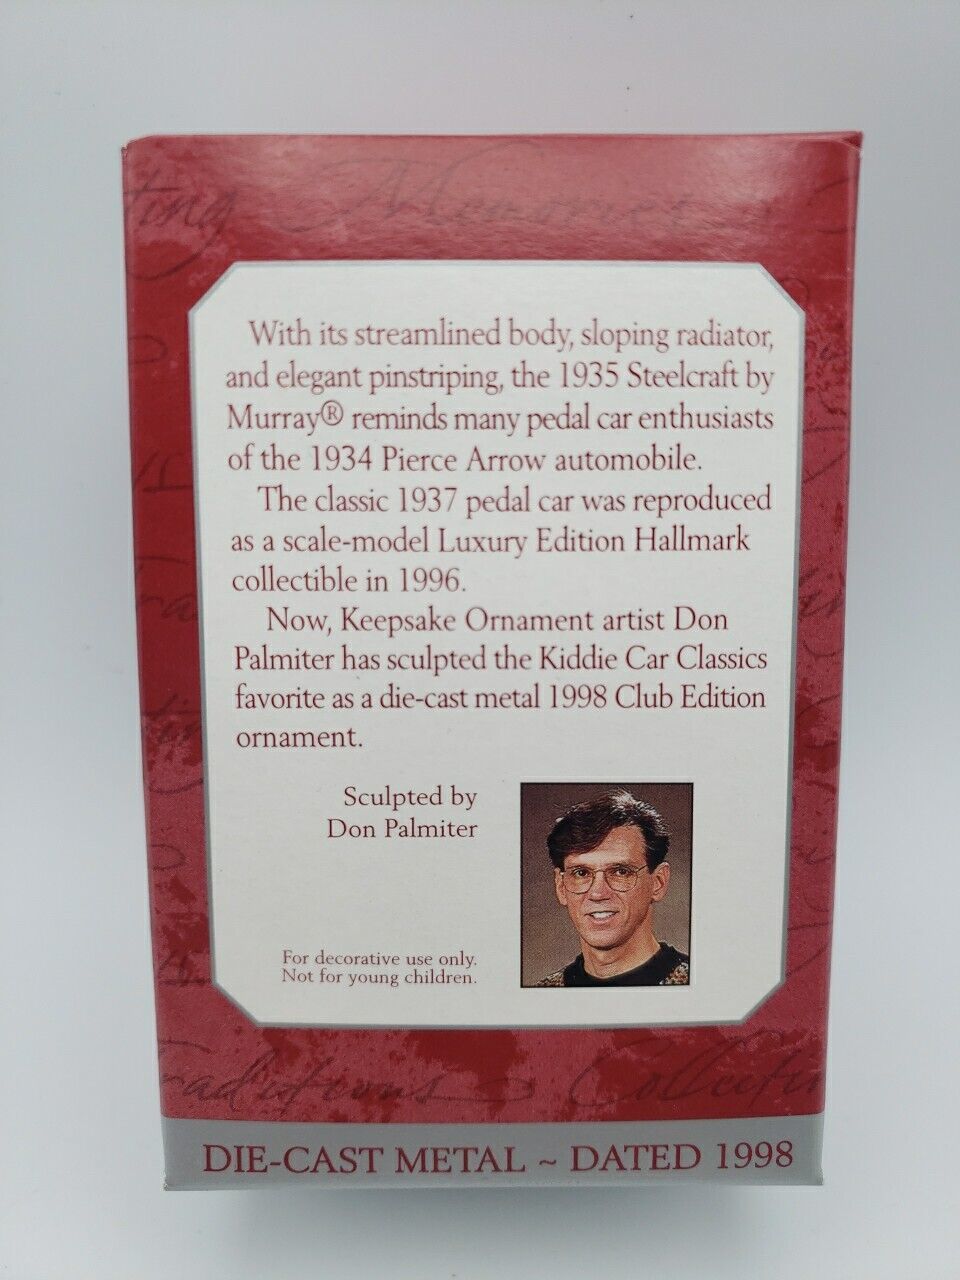 ting Memories
With its streamlined body, sloping radiator,
and elegant pinstriping, the 1935 Steelcraft by
Murray® reminds many pedal car enthusiasts
of the 1934 Pierce Arrow automobile.
The classic 1937 pedal car was reproduced
as a scale-model Luxury Edition Hallmark
collectible in 1996.
Now, Keepsake Ornament artist Don
Palmiter has sculpted the Kiddie Car Classics
favorite as a die-cast metal 1998 Club Edition
ornament.
Sculpted by
Don Palmiter
For decorative use only.
Not for young children.
raditions Collectin
DIE-CAST METAL ~ DATED 1998